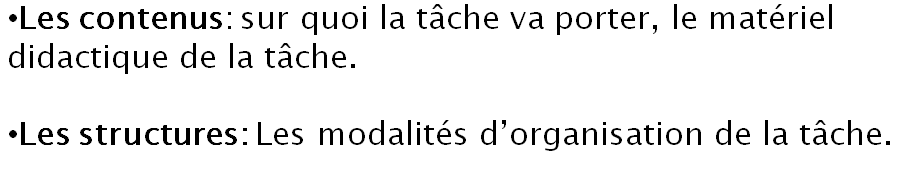 •Les contenus: sur quoi la tâche va porter, le matériel
didactique de la tâche.
•Les structures: Les modalités d’organisation de la tâche.